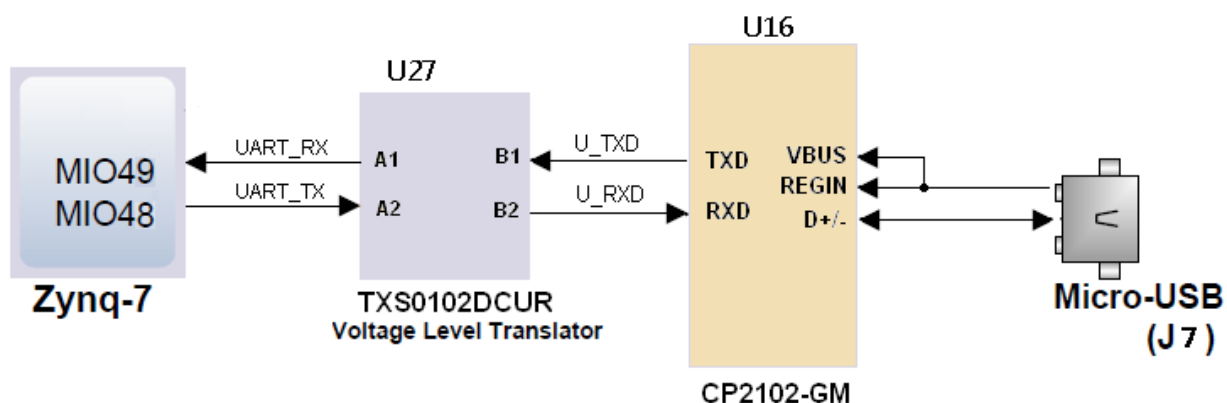 U16
U27
MIO49
MIO48
UART_RX
UART_TX
A1
A2
B1
B2
U_TXD
U_RXD
TXD
RXD
VBUS
REGIN
D+/-
Zynq-7
TXS0102DCUR
Voltage Level Translator
CP2102-GM
Micro-USB
(J7)